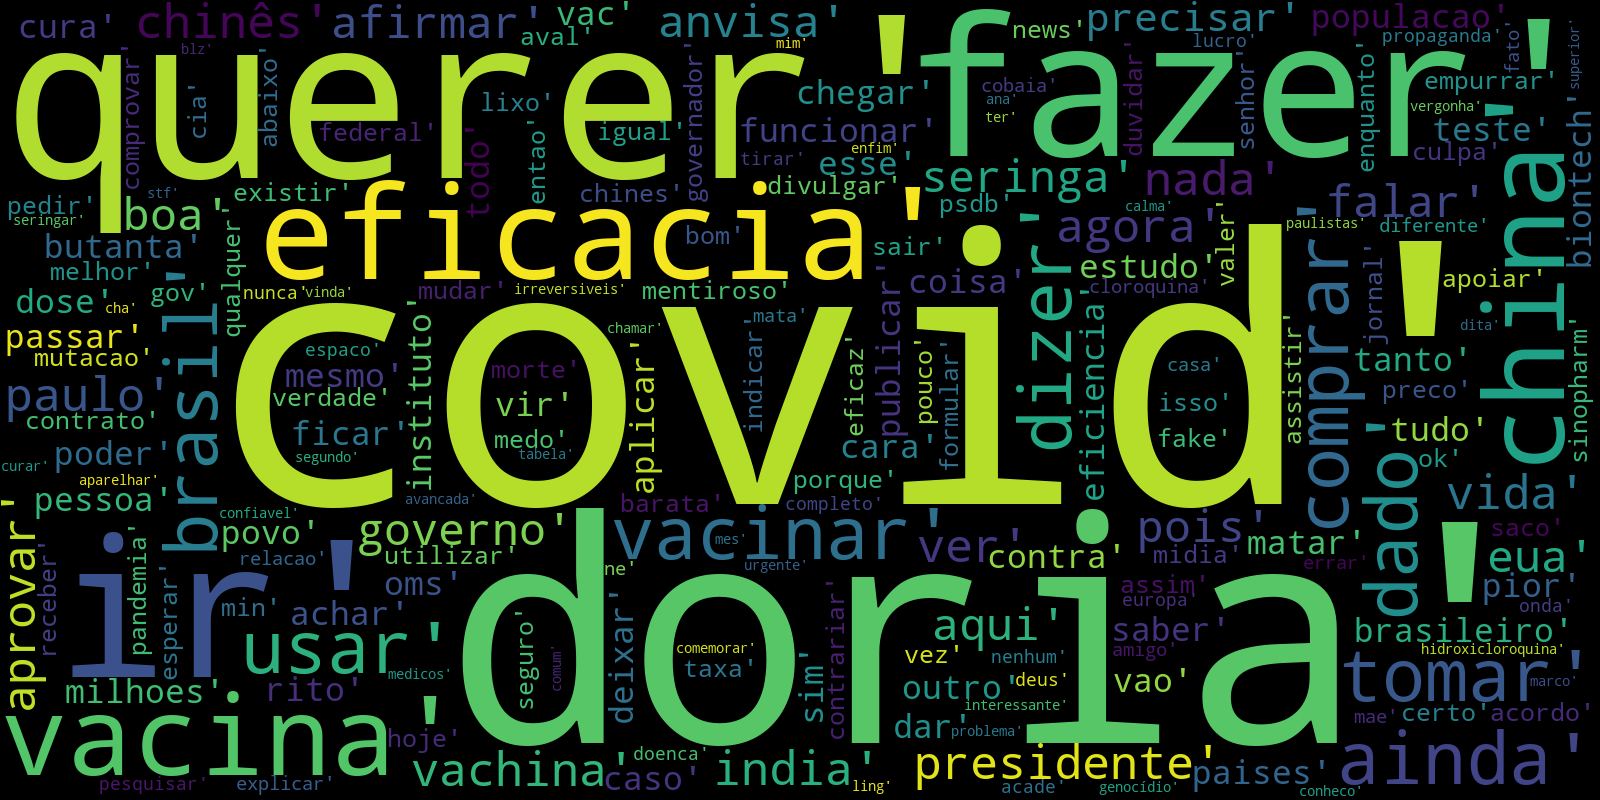 cura'
chinês'
afirmar'
vac'
aval'
anvisa'
mim'
news'
precisar'
lucro'
populacao'
propaganda'
fato'
superior'
blz'
querer'
fazer'
comprovar'
cia'
abaixo'
federal'
lixo'
todo'
entao'
igual'
governador'
chegar'
funcionar'
tirar'
enfim'
esse'
cobaia'
ana'
ter'
duvidar'
senhor'
enquanto'
empurrar'
vergonha'
teste'
culpa'
biontech'
pedir'
seringar'
stf'
existir'
boa'
chines'
divulgar'
seringa'
nada'
falar'
psdb'
calma'
paulistas'
diferente'
butanta'
melhor'
gov'
qualquer'
eficacia'
bom'
sair'
agora'
valer'
china'
dose'
cha'
nunca'
vinda'
mudar'
irreversiveis'
mentiroso'
coisa'
estudo'
cloroquina'
jornal'
apoiar'
dita'
passar'
mutacao'
brasil'
covid'
instituto'
chamar'
mata'
indicar'
eficaz'
publicar'
pouco'
formular'
dizer'
eficiencia'
assistir'
comprar'
tanto'
preco'
sinopharm'
espaco'
mesmo'
verdade'
morte'
vir'
medo'
tabela'
casa'
isso'
fake'
paulo'
contrato'
ficar'
segundo'
aplicar'
cara'
tudo'
ok'
poder'
curar'
aparelhar'
pessoa'
avancada'
porque'
barata'
completo'
dado'
vida'
confiavel'
povo'
governo'
vacinar'
ver'
pois'
saco'
aprovar'
receber'
pandemia'
esperar'
relacao'
utilizar'
mes'
urgente'
ne'
contra'
midia'
matar'
errar'
eua'
ir'
min'
achar'
oms'
doria'
assim'
europa'
pior'
onda'
usar'
deixar'
seguro'
comum'
comemorar'
taxa'
sim'
contrariar'
aqui'
saber'
amigo'
brasileiro'
hidroxicloroquina'
vez'
nenhum'
milhoes'
rito'
medicos'
outro'
deus'
vao'
tomar'
marco'
interessante'
vacina'
hoje'
dar'
problema'
mae'
certo'
acordo'
vachina'
doenca'
caso'
india'
presidente'
paises'
ainda'
pesquisar'
explicar'
ling'
acade'
genocídio'
conheco'